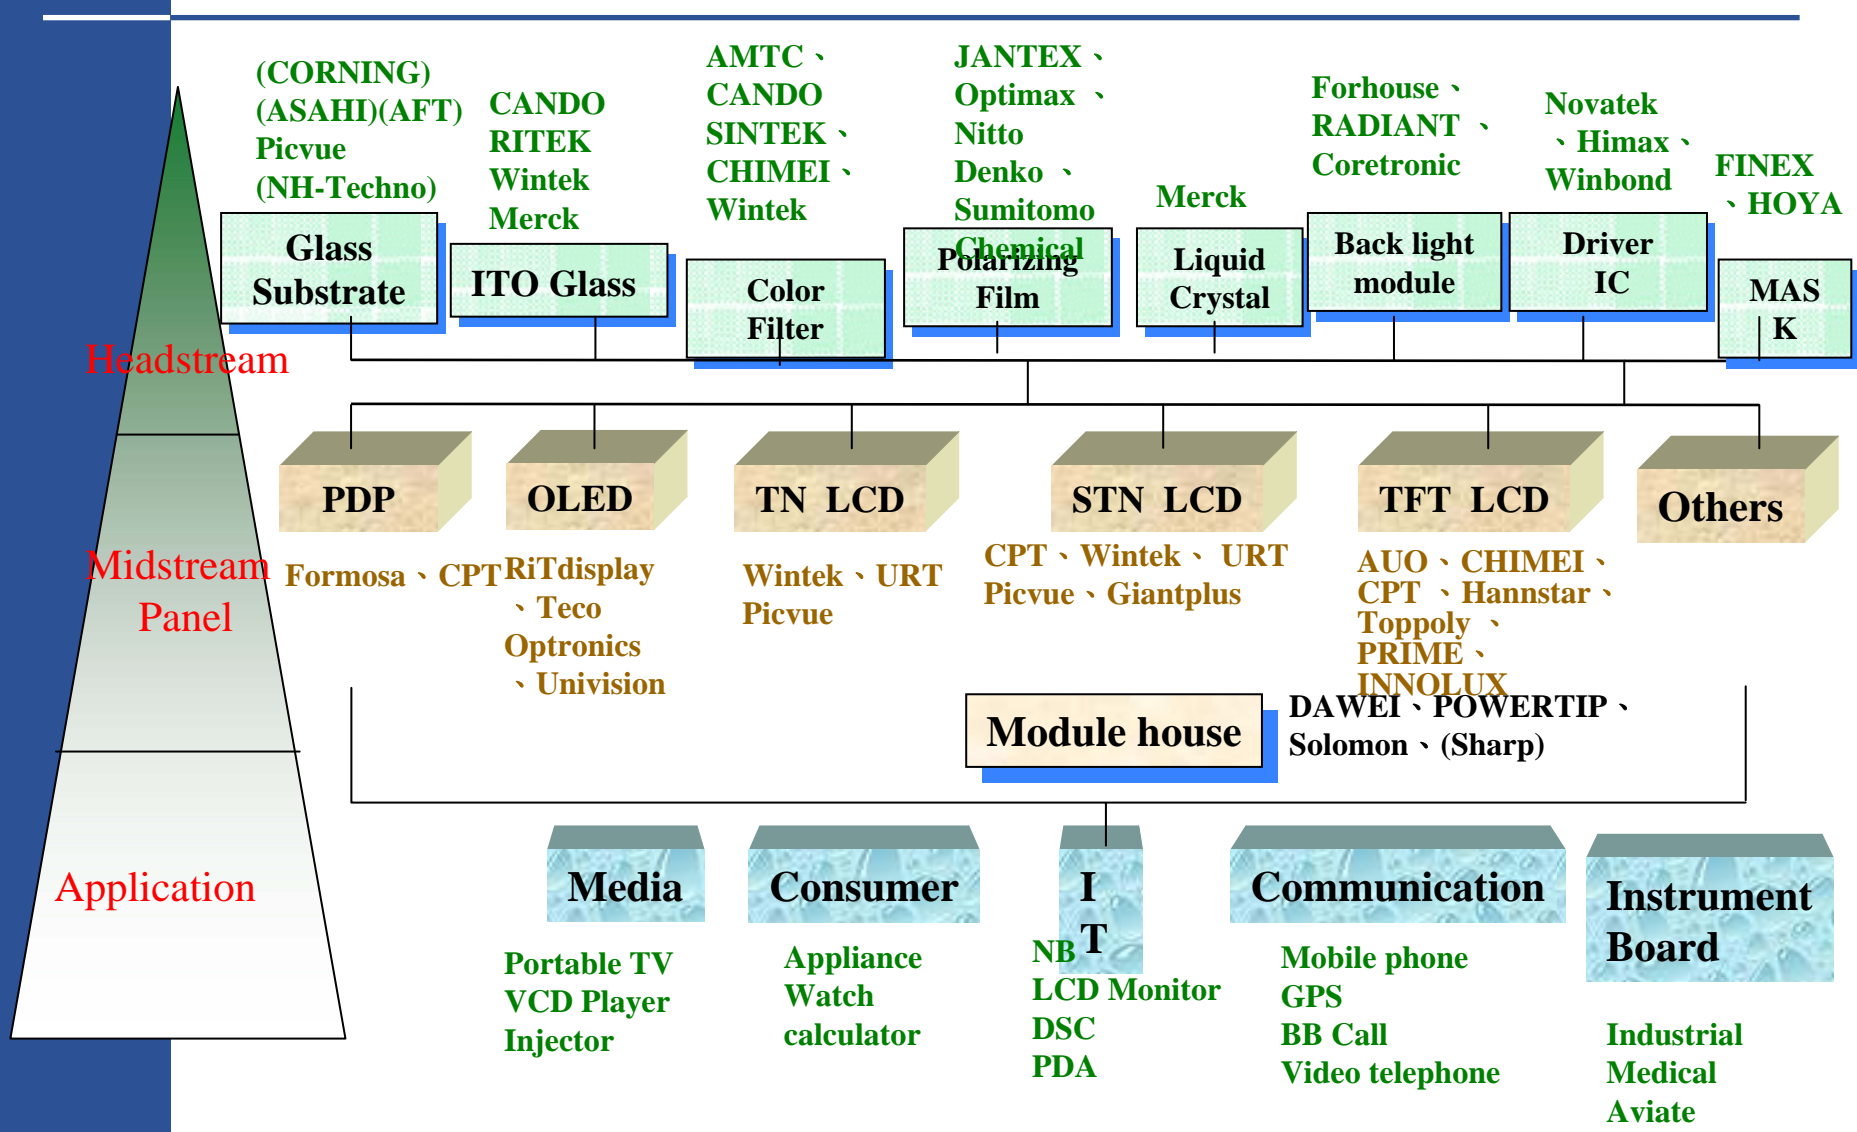 (CORNING)
(ASAHI)(AFT)
Picvue
(NH-Techno)
Glass
Substrate
CANDO
RITEK
Wintek
Merck
ITO Glass
AMTC、
CANDO
SINTEK、
CHIMEI、
Wintek
Color
Filter
JANTEX、
Optimax 、
Nitto
Denko 、
Sumitomo
Chemical
Polarizing
Film
Merck
Liquid
Crystal
Forhouse、
RADIANT 、
Coretronic
Back light
module
Novatek
、Himax、
Winbond
Driver
IC
FINEX
、HOYA
MAS
K
Headstream
PDP
OLED
TN LCD
STN LCD
TFT LCD
Others
Midstream
Panel
Formosa、CPT
RiTdisplay
、Teco
Optronics
、Univision
Wintek、URT
Picvue
CPT、Wintek、 URT
Picvue、Giantplus
AUO、CHIMEI、
CPT 、Hannstar、
Toppoly 、
PRIME、
INNOLUX
Module house
DAWEI、POWERTIP、
Solomon、(Sharp)
Application
Media
Portable TV
VCD Player
Injector
Consumer
Appliance
Watch
calculator
I
T
NB
LCD Monitor
DSC
PDA
Communication
Mobile phone
GPS
BB Call
Video telephone
Instrument
Board
Industrial
Medical
Aviate